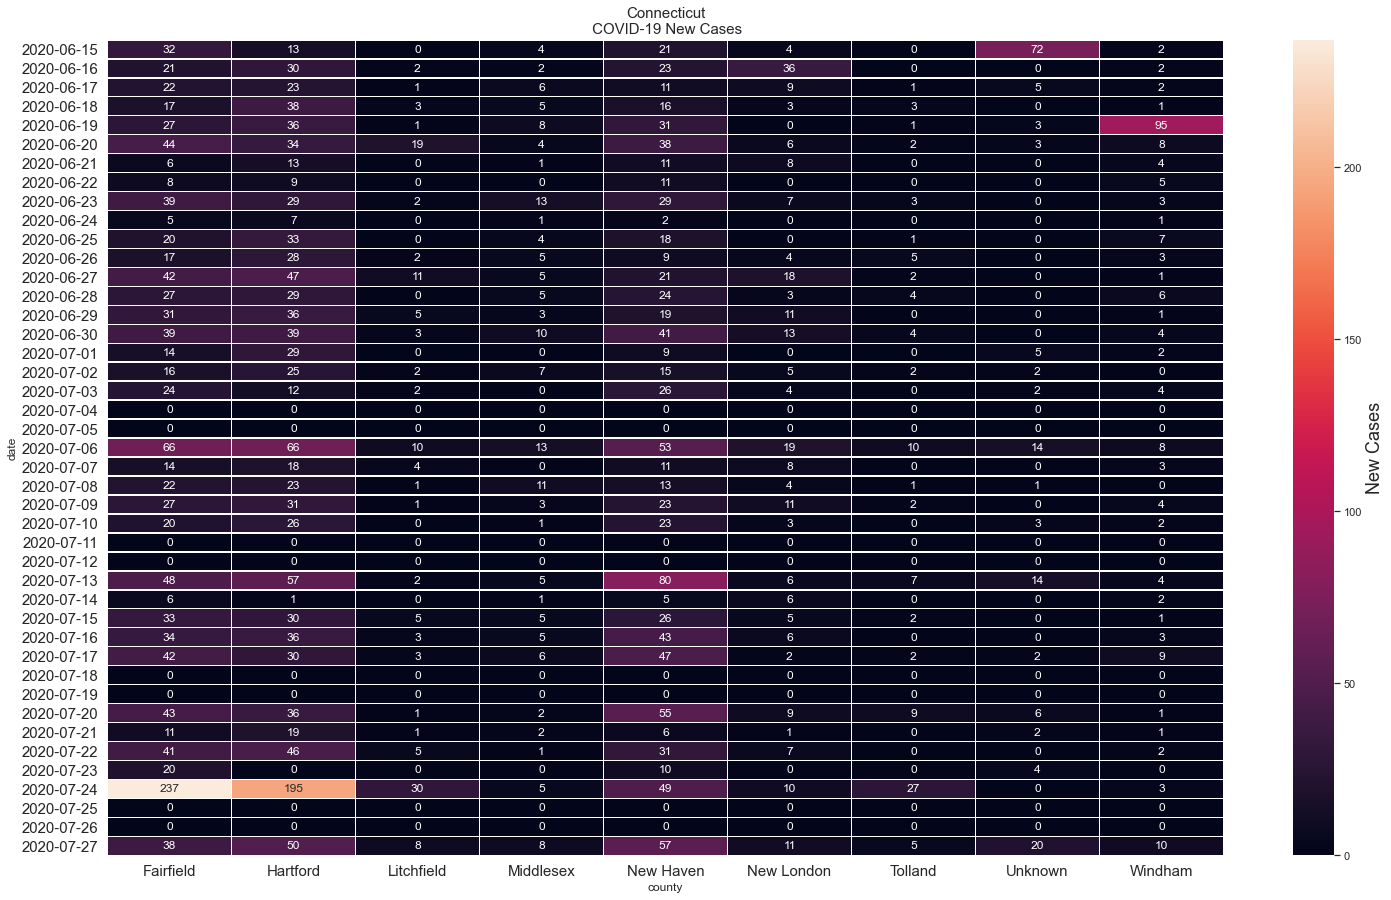 Connecticut
COVID-19 New Cases
2020-06-15 32 13 0 4 21 4 0 72 2
2020-06-16 21 30 2 2 23 36 0 0 2
2020-06-17 22 23 1 6 11 9 1 5 2
2020-06-18 17 38 3 5 16 3 3 0 1
2020-06-19 27 36 1 8 31 0 1 3 95
2020-06-20 44 34 19 4 38 6 2 3 8
2020-06-21 6 13 0 1 11 8 0 0 4
2020-06-22 8 9 0 0 11 0 0 0 5
2020-06-23 39 29 2 13 29 7 3 0 3
2020-06-24 5 7 0 1 2 0 0 0 1
2020-06-25 20 33 0 4 18 0 1 0 7
2020-06-26 17 28 2 5 9 4 5 0 3
2020-06-27 42 47 11 5 21 18 2 0 1
2020-06-28 27 29 0 5 24 3 4 0 6
2020-06-29 31 36 5 3 19 11 0 0 1
2020-06-30 39 39 3 10 41 13 4 0 4
2020-07-01 14 29 0 0 9 0 0 5 2
2020-07-02 16 25 2 7 15 5 2 2 0
2020-07-03 24 12 2 0 26 4 0 2 4
2020-07-04 0 0 0 0 0 0 0 0 0
2020-07-05 0 0 0 0 0 0 0 0 0
2020-07-06 66 66 10 13 53 19 10 14 8
2020-07-07 14 18 4 0 11 8 0 0 3
2020-07-08 22 23 1 11 13 4 1 1 0
2020-07-09 27 31 1 3 23 11 2 0 4
2020-07-10 20 26 0 1 23 3 0 3 2
2020-07-11 0 0 0 0 0 0 0 0 0
2020-07-12 0 0 0 0 0 0 0 0 0
2020-07-13 48 57 2 5 80 6 7 14 4
2020-07-14 6 1 0 1 5 6 0 0 2
2020-07-15 33 30 5 5 26 5 2 0 1
2020-07-16 34 36 3 5 43 6 0 0 3
2020-07-17 42 30 3 6 47 2 2 2 9
2020-07-18 0 0 0 0 0 0 0 0 0
2020-07-19 0 0 0 0 0 0 0 0 0
2020-07-20 43 36 1 2 55 9 9 6 1
2020-07-21 11 19 1 2 6 1 0 2 1
2020-07-22 41 46 5 1 31 7 0 0 2
2020-07-23 20 0 0 0 10 0 0 4 0
2020-07-24 237 195 30 5 49 10 27 0 3
2020-07-25 0 0 0 0 0 0 0 0 0
2020-07-26 0 0 0 0 0 0 0 0 0
2020-07-27 38 50 8 8 57 11 5 20 10
Fairfield Hartford Litchfield Middlesex New Haven New London Tolland Unknown Windham
county
date
200
150
100
50
0
New Cases